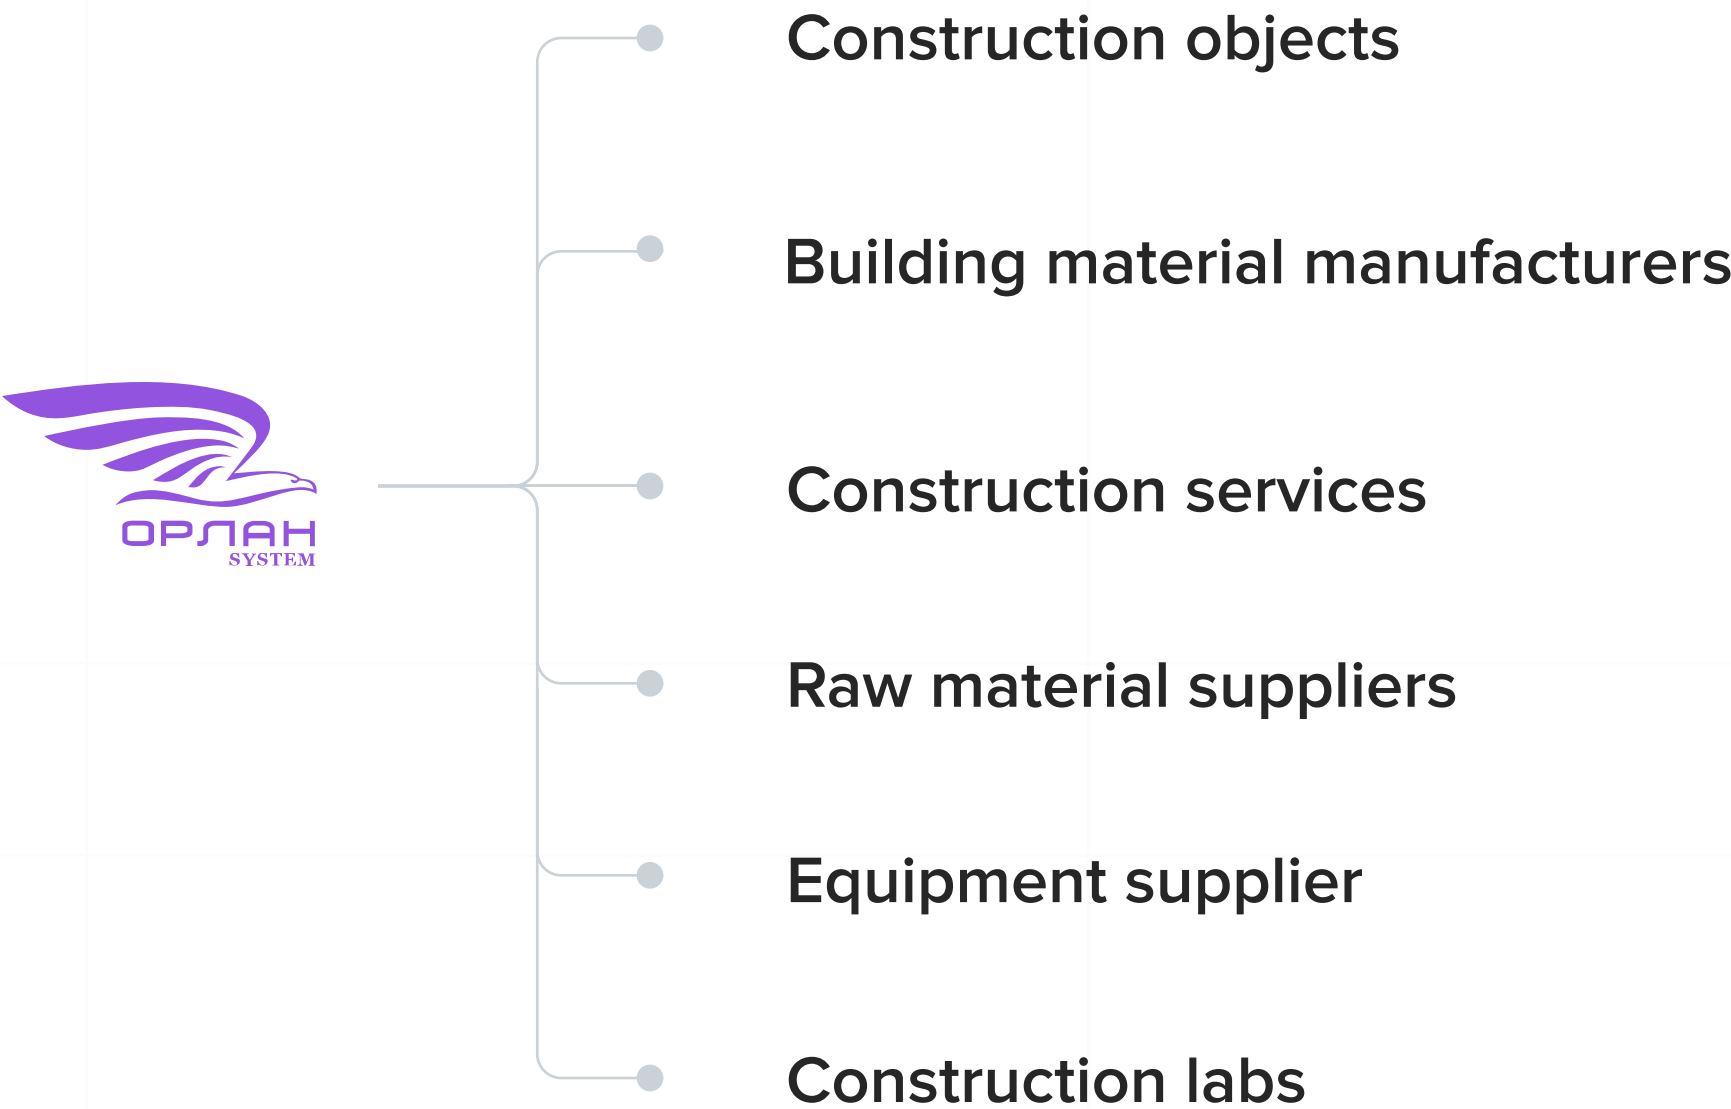 Construction objects
Building material manufacturers
ОРЛАН
SYSTEM
Construction services
Raw material suppliers
Equipment supplier
Construction labs